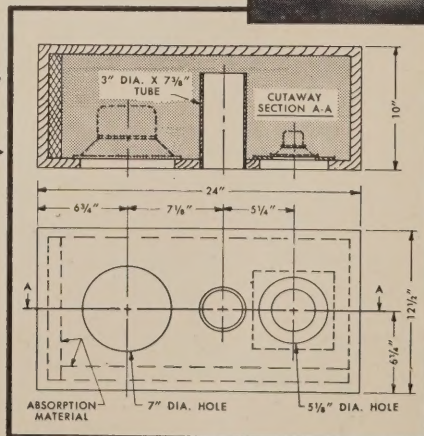 3" DIA. X 7⅜"
TUBE
CUTAWAY
SECTION A-A
10"
24"
6¾"
7⅛"
5¼"
A
A
12½"
6¼"
ABSORPTION
MATERIAL
7" DIA. HOLE
5⅛" DIA. HOLE